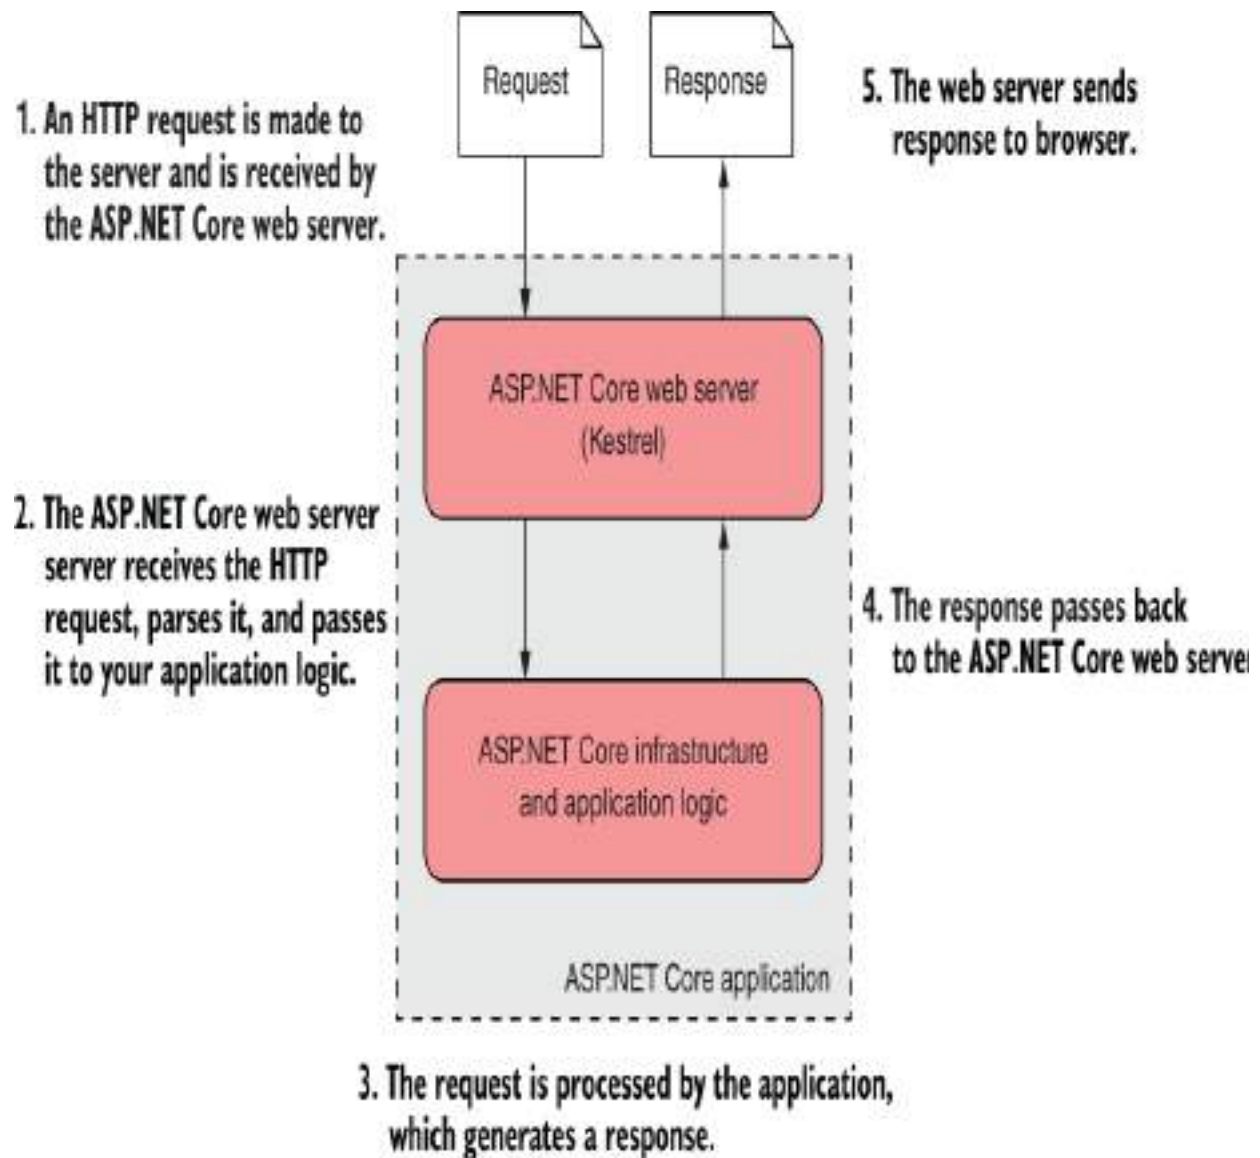 Request
Response
1. An HTTP request is made to
the server and is received by
the ASP.NET Core web server.
5. The web server sends
response to browser.
ASP.NET Core web server
(Kestrel)
2. The ASP.NET Core web server
server receives the HTTP
request, parses it, and passes
it to your application logic.
4. The response passes back
to the ASP.NET Core web server
ASP.NET Core infrastructure
and application logic
ASP.NET Core application
3. The request is processed by the application,
which generates a response.